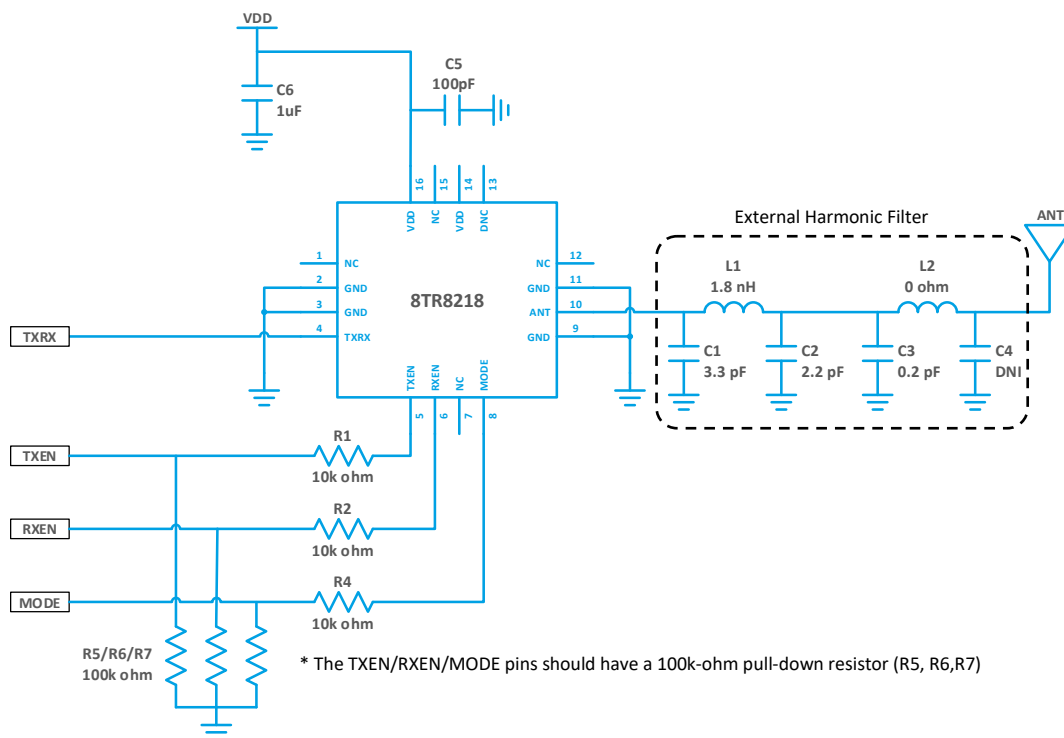 VDD
C5
100pF
C6
1uF
16
15
14
13
VDD
NC
VDD
DNC
External Harmonic Filter
ANT
1
NC
NC
12
2
GND
GND
11
8TR8218
3
GND
ANT
10
TXRX
4
TXRX
GND
9
L1
1.8 nH
L2
0 ohm
C1
3.3 pF
C2
2.2 pF
C3
0.2 pF
C4
DNI
TXEN
RXEN
NC
MODE
5
6
7
8
TXEN
R1
10k ohm
RXEN
R2
10k ohm
MODE
R4
10k ohm
R5/R6/R7
100k ohm
* The TXEN/RXEN/MODE pins should have a 100k-ohm pull-down resistor (R5, R6,R7)